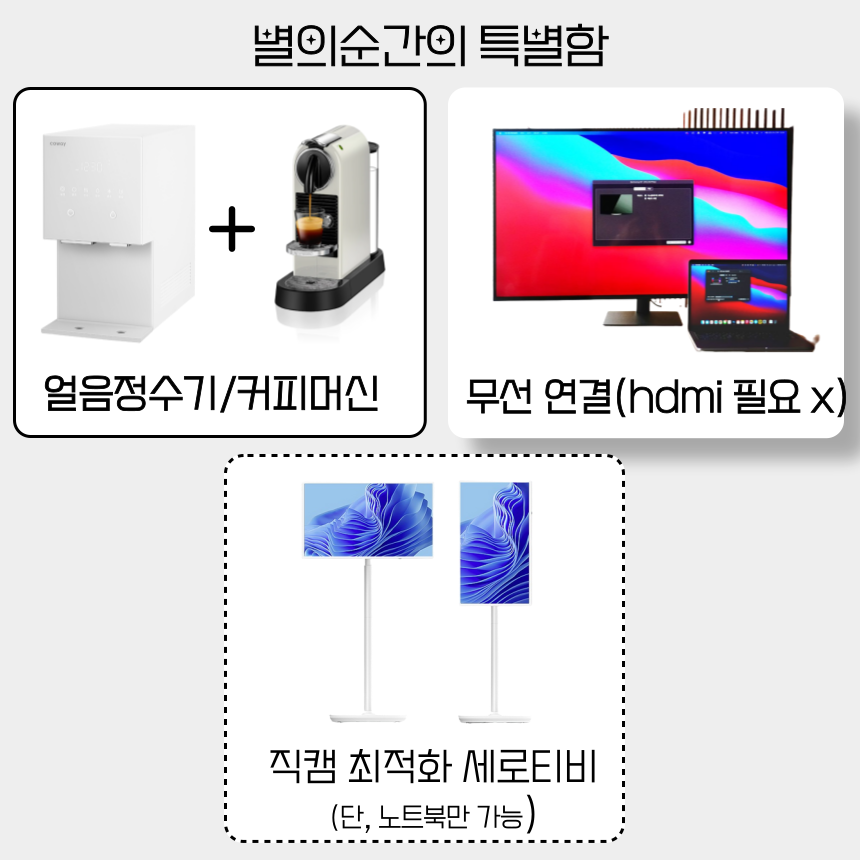 별의순간의 특별함
얼음정수기/커피머신
무선 연결(hdmi 필요 x)
직캠 최적화 세로티비
(단, 노트북만 가능)